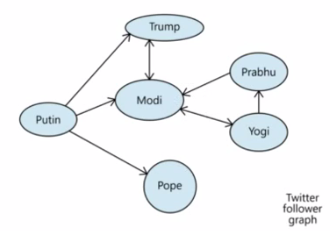 Trump
Prabhu
Modi
Putin
Yogi
Pope
Twitter
follower
graph